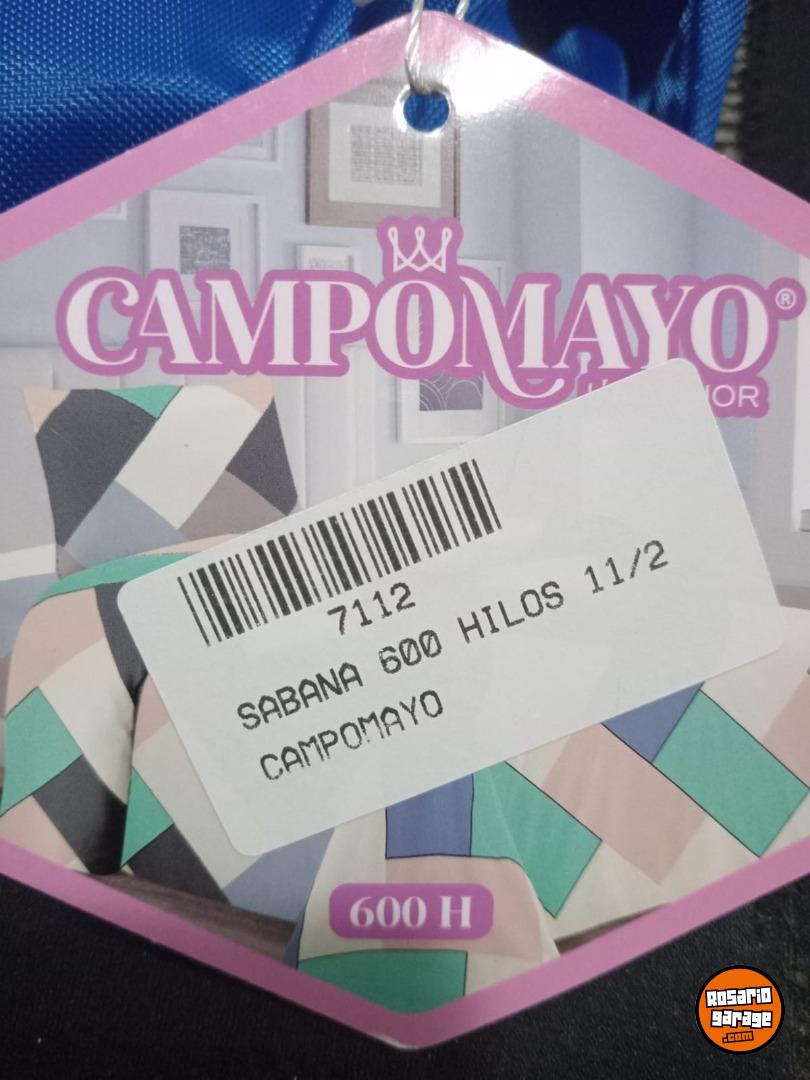 CAMPOMAYO®
7112
SABANA 600 HILOS 11/2
CAMPOMAYO
600 H
Rosario
garage
.com